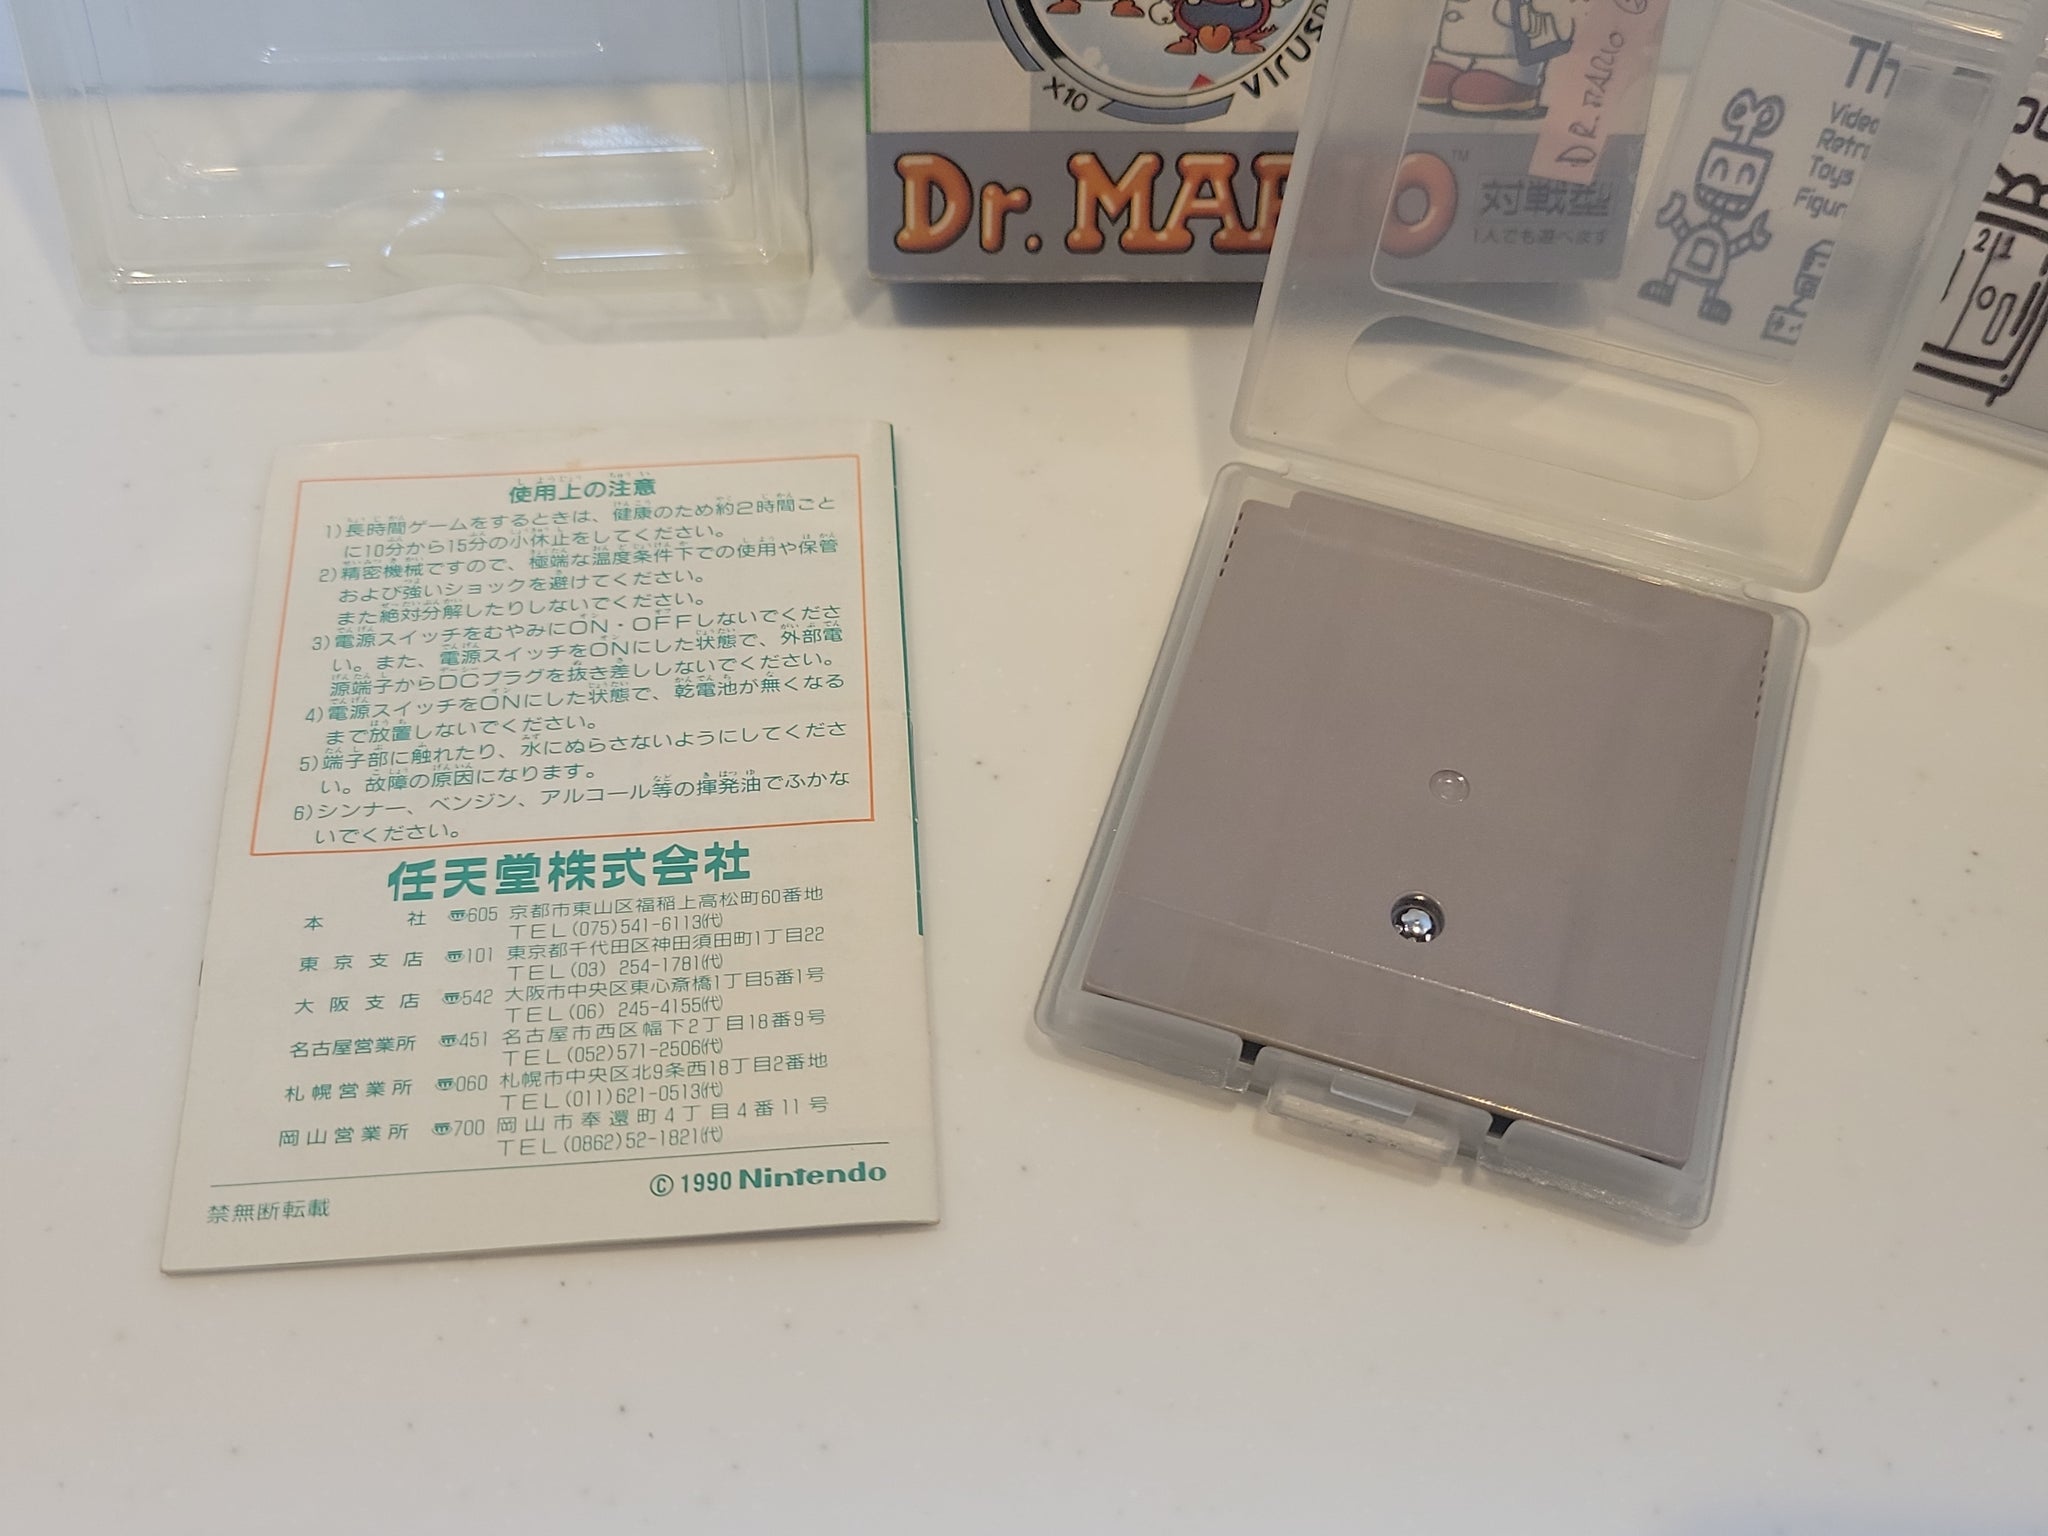 X10
VIRUS
Dr. MARIO™
対戦型
1人でも遊べます
DR. MARIO
Th
Video
Retro
Toys
Figur
使用上の注意
1)長時間ゲームをするときは、健康のため約2時間ごと
に10分から15分の小休止をしてください。
2)精密機械ですので、極端な温度条件下での使用や保管
および強いショックを避けてください。
また絶対分解したりしないでください。
3)電源スイッチをむやみにON・OFFしないでくださ
い。また、電源スイッチをONにした状態で、外部電
源端子からDCプラグを抜き差ししないでください。
4)電源スイッチをONにした状態で、乾電池が無くなる
まで放置しないでください。
5)端子部に触れたり、水にぬらさないようにしてくださ
い。故障の原因になります。
6)シンナー、ベンジン、アルコール等の揮発油でふかな
いでください。
任天堂株式会社
本社 〠605 京都市東山区福稲上高松町60番地
TEL(075)541-6113(代)
東京支店 〠101 東京都千代田区神田須田町1丁目22
TEL(03) 254-1781(代)
大阪支店 〠542 大阪市中央区東心斎橋1丁目5番1号
TEL(06) 245-4155(代)
名古屋営業所 〠451 名古屋市西区幅下2丁目18番9号
TEL(052)571-2506(代)
札幌営業所 〠060 札幌市中央区北9条西18丁目2番地
TEL(011)621-0513(代)
岡山営業所 〠700 岡山市奉還町4丁目4番11号
TEL(0862)52-1821(代)
© 1990 Nintendo
禁無断転載